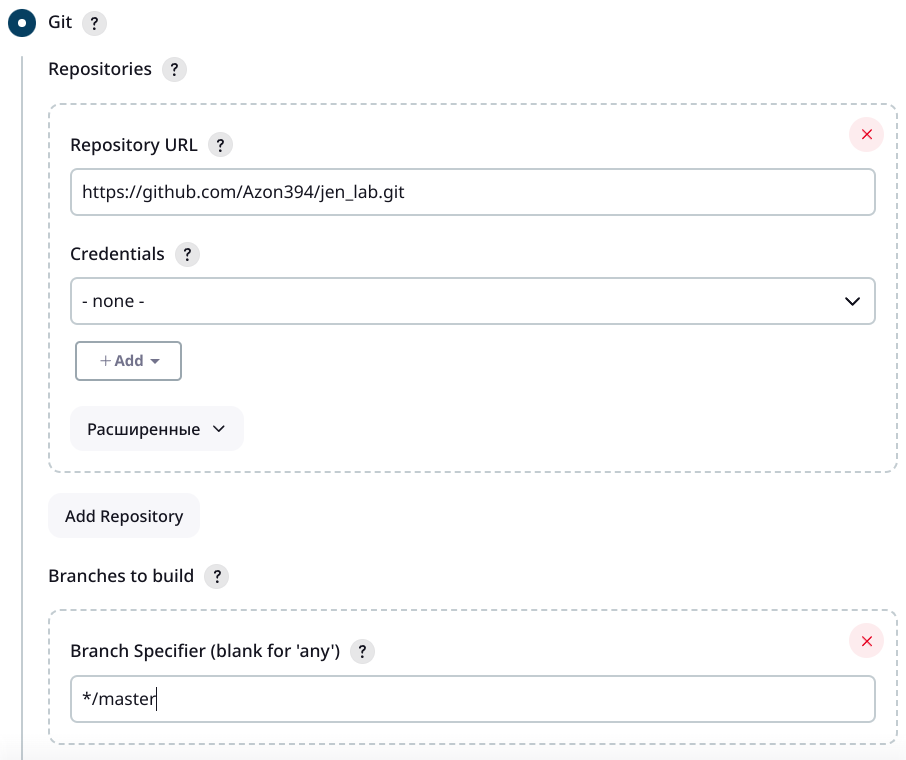 Git ?
Repositories ?
Repository URL ?
https://github.com/Azon394/jen_lab.git
Credentials ?
- none -
+ Add
Расширенные
Add Repository
Branches to build ?
Branch Specifier (blank for 'any') ?
*/master